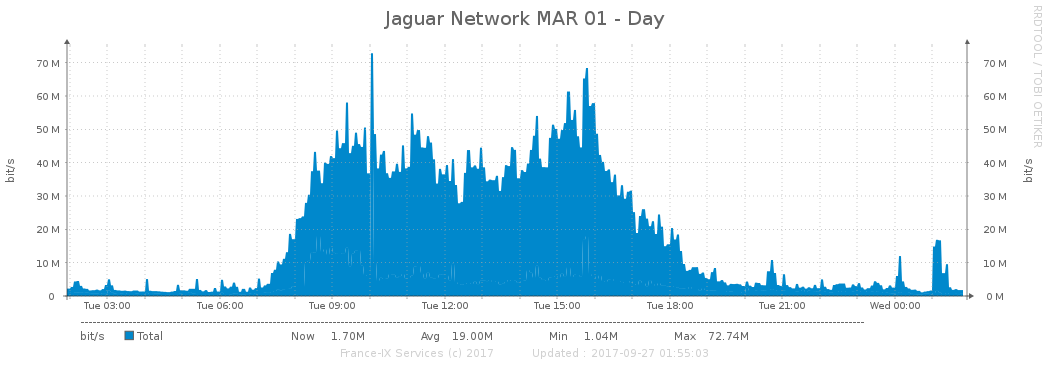 Jaguar Network MAR 01 - Day
RRDTOOL / TOBI OETIKER
bit/s
bit/s
70 M 70 M
60 M 60 M
50 M 50 M
40 M 40 M
30 M 30 M
20 M 20 M
10 M 10 M
0 0 M
Tue 03:00 Tue 06:00 Tue 09:00 Tue 12:00 Tue 15:00 Tue 18:00 Tue 21:00 Wed 00:00
bit/s Total Now 1.70M Avg 19.00M Min 1.04M Max 72.74M
France-IX Services (c) 2017 Updated : 2017-09-27 01:55:03